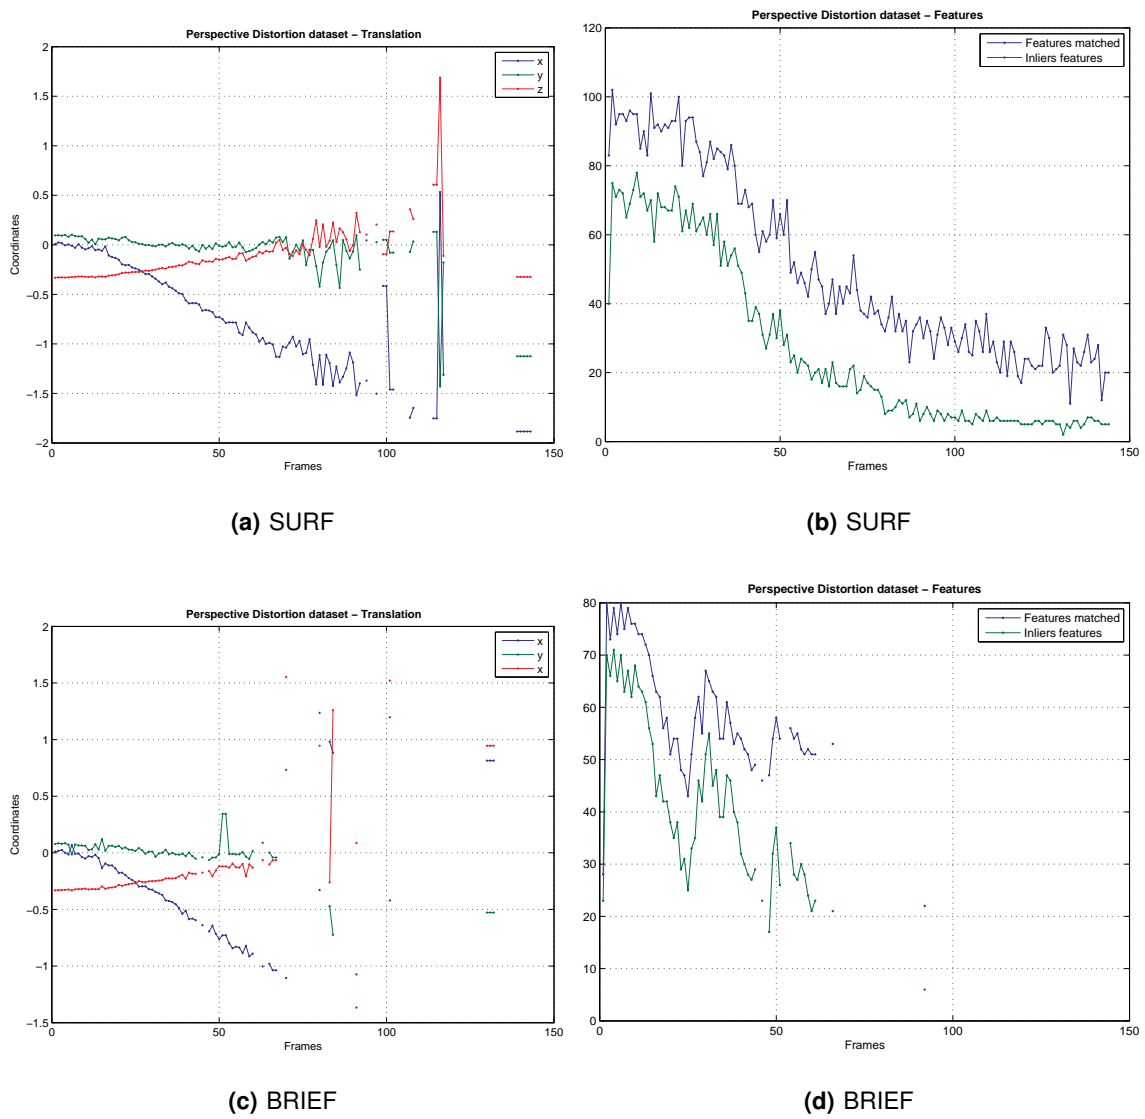 Perspective Distortion dataset − Translation
2
1.5
1
0.5
0
−0.5
−1
−1.5
−2
Coordinates
0
50
100
150
Frames
x
y
z
(a) SURF
Perspective Distortion dataset − Features
120
100
80
60
40
20
0
0
50
100
150
Frames
Features matched
Inliers features
(b) SURF
Perspective Distortion dataset − Translation
2
1.5
1
0.5
0
−0.5
−1
−1.5
Coordinates
0
50
100
150
Frames
x
y
x
(c) BRIEF
Perspective Distortion dataset − Features
80
70
60
50
40
30
20
10
0
0
50
100
150
Frames
Features matched
Inliers features
(d) BRIEF